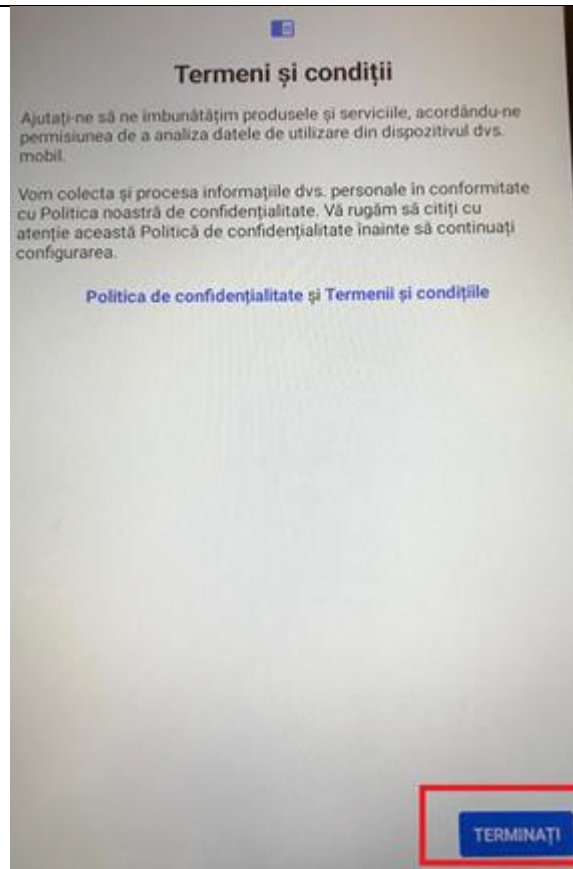 Termeni și condiții
Ajutați-ne să ne îmbunătățim produsele și serviciile, acordându-ne
permisiunea de a analiza datele de utilizare din dispozitivul dvs.
mobil.
Vom colecta și procesa informațiile dvs. personale în conformitate
cu Politica noastră de confidențialitate. Vă rugăm să citiți cu
atenție această Politică de confidențialitate înainte să continuați
configurarea.
Politica de confidențialitate și Termenii și condițiile
TERMINAȚI